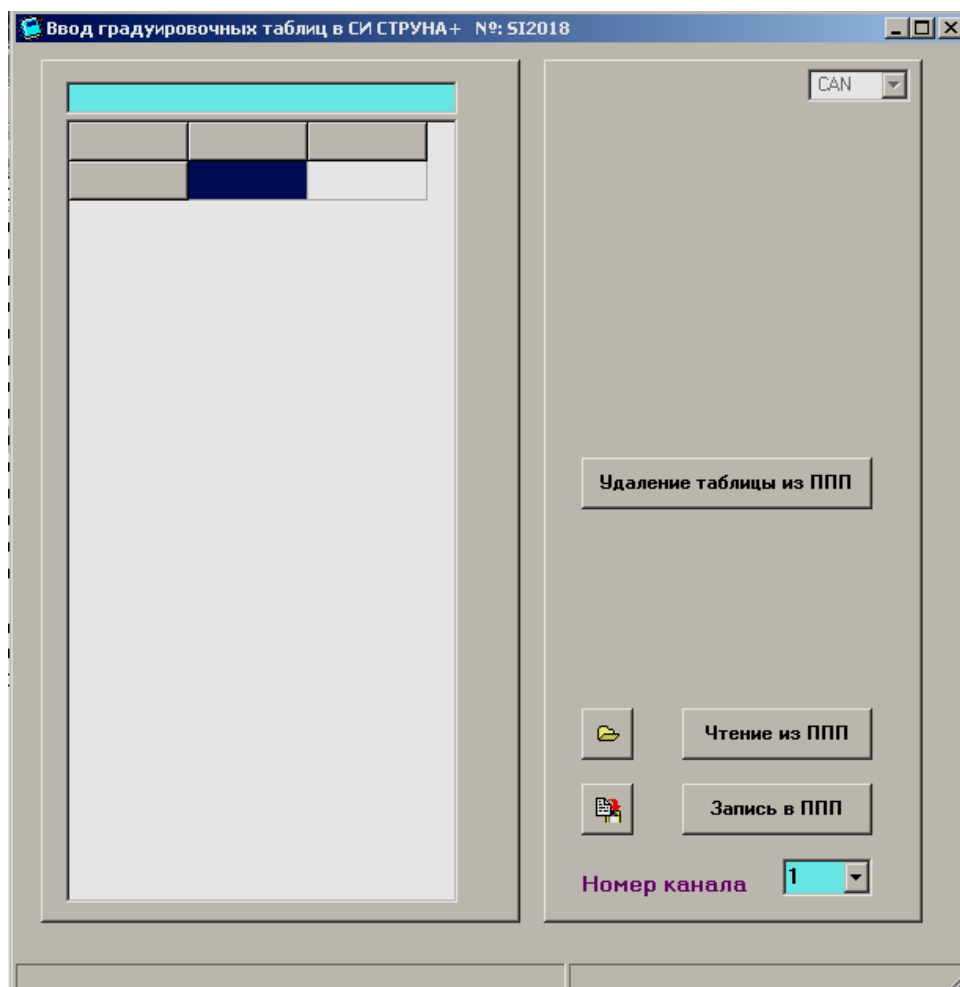 Ввод градуировочных таблиц в СИ СТРУНА+ №: SI2018
CAN
Удаление таблицы из ППП
Чтение из ППП
Запись в ППП
Номер канала 1